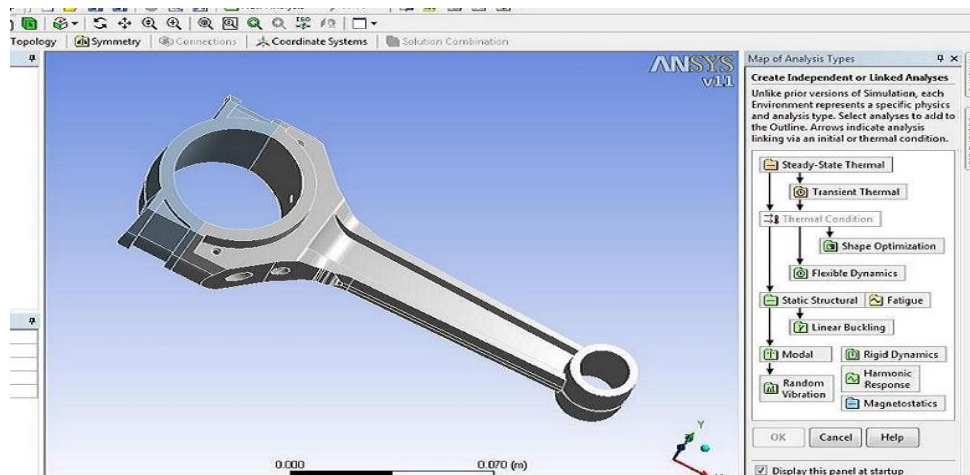 Topology Symmetry Connections Coordinate Systems Solution Combination
ANSYS
v11
0.000 0.070 (m)
Y
Map of Analysis Types
Create Independent or Linked Analyses
Unlike prior versions of Simulation, each
Environment represents a specific physics
and analysis type. Select analyses to add to
the Outline. Arrows indicate analysis
linking via an initial or thermal condition.
Steady-State Thermal
Transient Thermal
Thermal Condition
Shape Optimization
Flexible Dynamics
Static Structural Fatigue
Linear Buckling
Modal Rigid Dynamics
Random
Vibration
Harmonic
Response
Magnetostatics
OK Cancel Help
Display this panel at startup